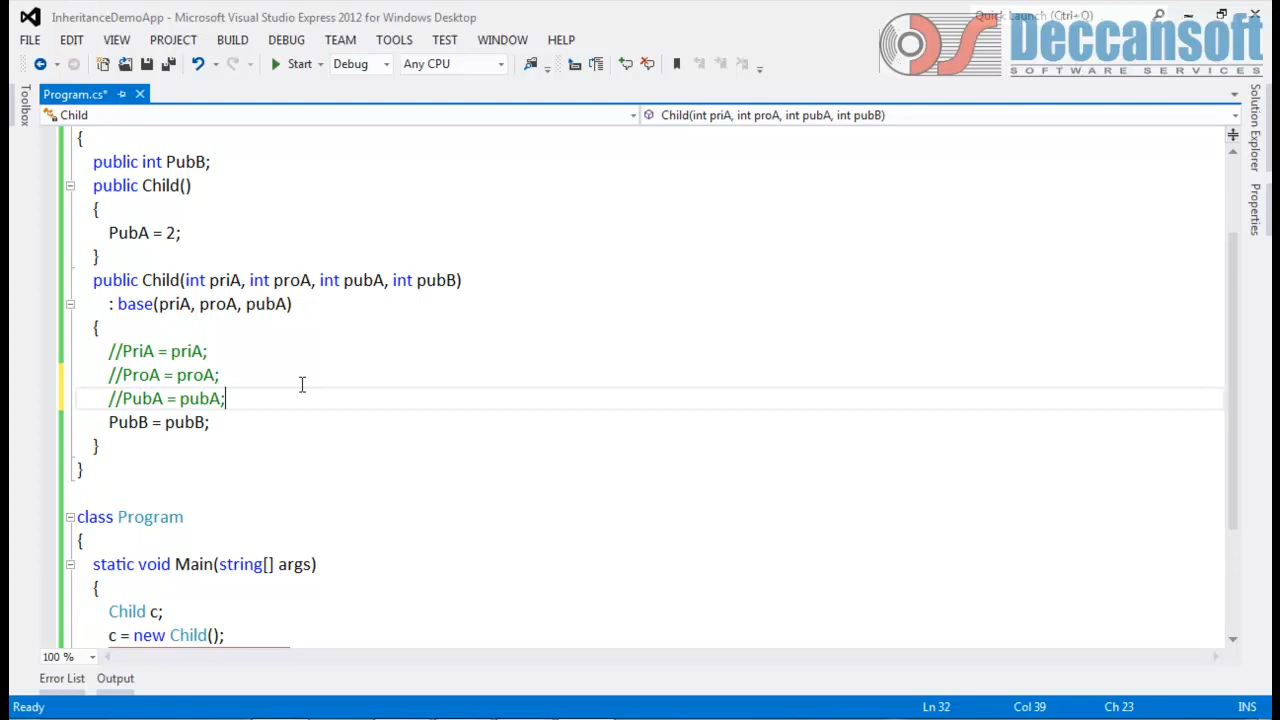 InheritanceDemoApp - Microsoft Visual Studio Express 2012 for Windows Desktop
Quick Launch (Ctrl+Q)
FILE EDIT VIEW PROJECT BUILD DEBUG TEAM TOOLS TEST WINDOW HELP
Deccansoft
SOFTWARE SERVICES
Start Debug Any CPU
Program.cs*
Toolbox
Solution Explorer
Properties
Child
Child(int priA, int proA, int pubA, int pubB)
{
public int PubB;
public Child()
{
PubA = 2;
}
public Child(int priA, int proA, int pubA, int pubB)
: base(priA, proA, pubA)
{
//PriA = priA;
//ProA = proA;
//PubA = pubA;
PubB = pubB;
}
}
class Program
{
static void Main(string[] args)
{
Child c;
c = new Child();
100 %
Error List Output
Ready Ln 32 Col 39 Ch 23 INS